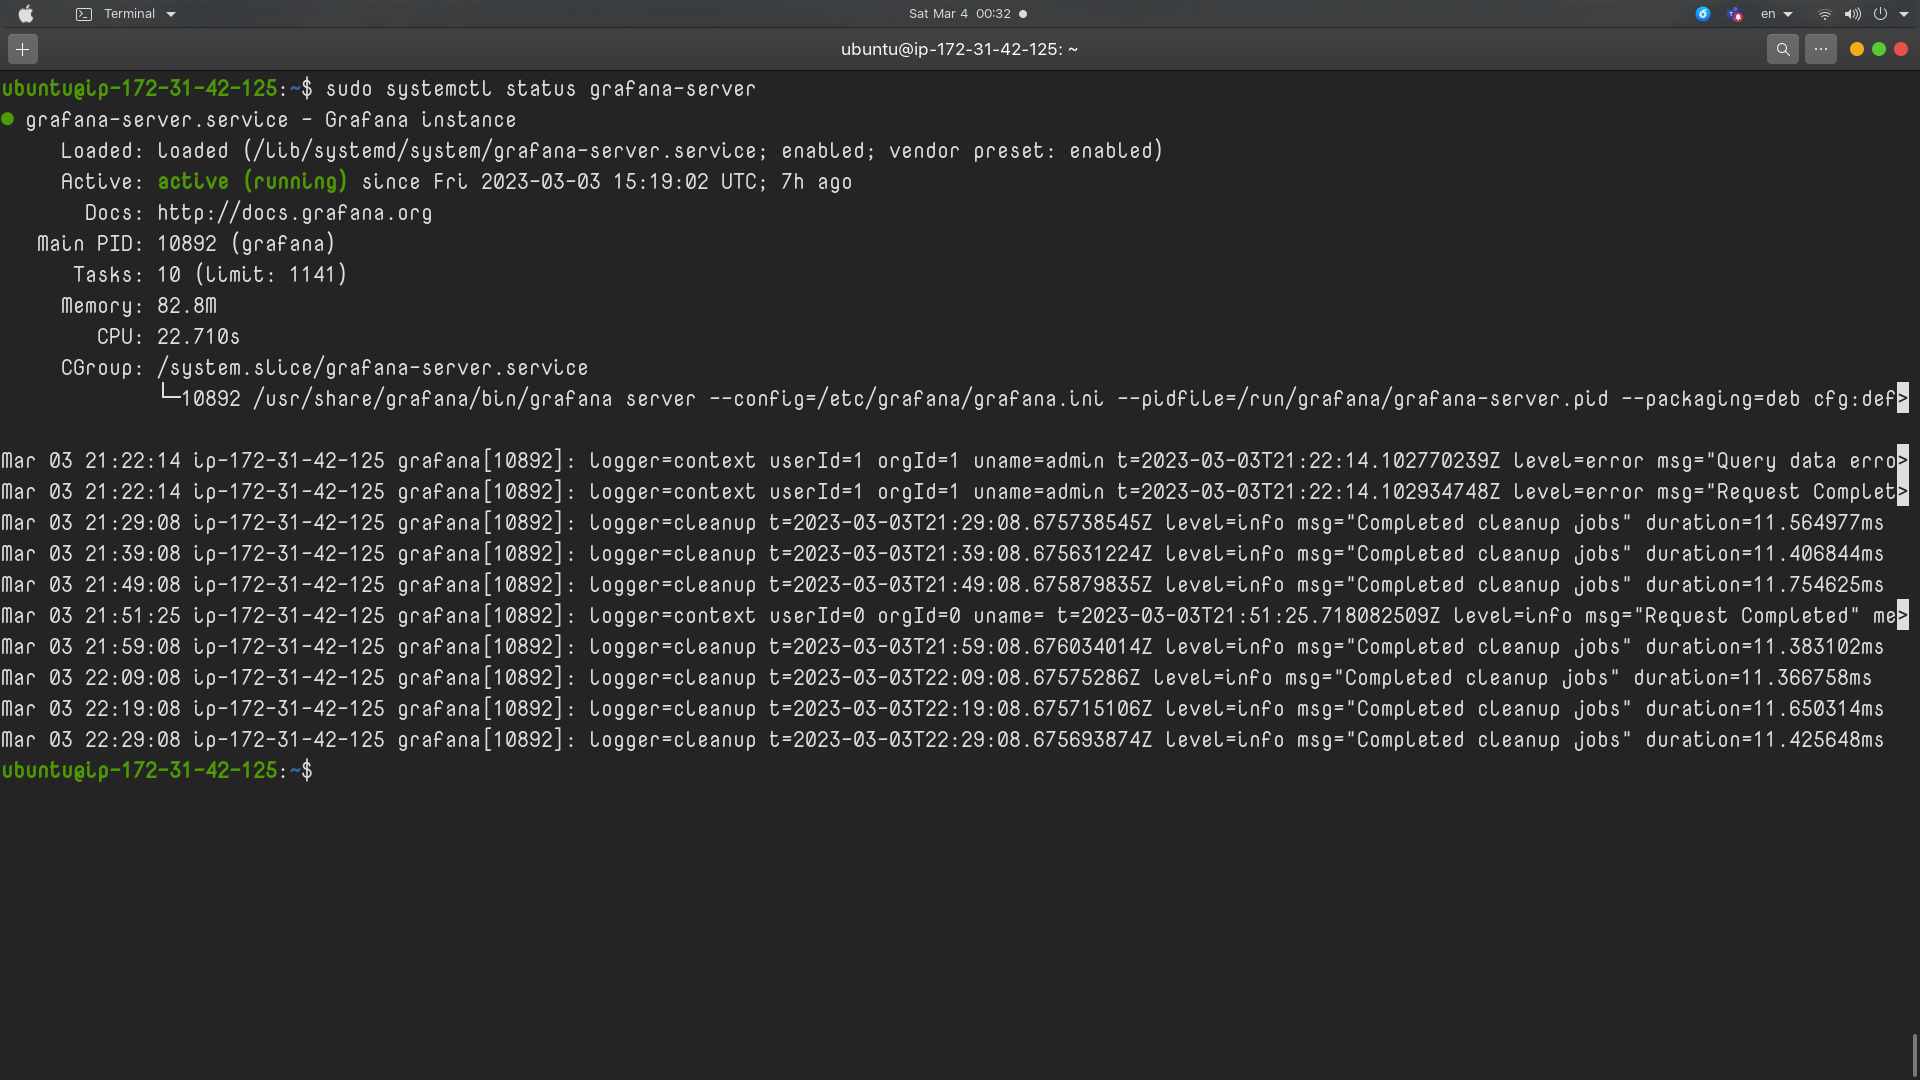 Terminal
Sat Mar 4 00:32
en
ubuntu@ip-172-31-42-125: ~
ubuntu@ip-172-31-42-125:~$ sudo systemctl status grafana-server
● grafana-server.service - Grafana instance
Loaded: loaded (/lib/systemd/system/grafana-server.service; enabled; vendor preset: enabled)
Active: active (running) since Fri 2023-03-03 15:19:02 UTC; 7h ago
Docs: http://docs.grafana.org
Main PID: 10892 (grafana)
Tasks: 10 (limit: 1141)
Memory: 82.8M
CPU: 22.710s
CGroup: /system.slice/grafana-server.service
└─10892 /usr/share/grafana/bin/grafana server --config=/etc/grafana/grafana.ini --pidfile=/run/grafana/grafana-server.pid --packaging=deb cfg:def>
Mar 03 21:22:14 ip-172-31-42-125 grafana[10892]: logger=context userId=1 orgId=1 uname=admin t=2023-03-03T21:22:14.102770239Z level=error msg="Query data erro>
Mar 03 21:22:14 ip-172-31-42-125 grafana[10892]: logger=context userId=1 orgId=1 uname=admin t=2023-03-03T21:22:14.102934748Z level=error msg="Request Complet>
Mar 03 21:29:08 ip-172-31-42-125 grafana[10892]: logger=cleanup t=2023-03-03T21:29:08.675738545Z level=info msg="Completed cleanup jobs" duration=11.564977ms
Mar 03 21:39:08 ip-172-31-42-125 grafana[10892]: logger=cleanup t=2023-03-03T21:39:08.675631224Z level=info msg="Completed cleanup jobs" duration=11.406844ms
Mar 03 21:49:08 ip-172-31-42-125 grafana[10892]: logger=cleanup t=2023-03-03T21:49:08.675879835Z level=info msg="Completed cleanup jobs" duration=11.754625ms
Mar 03 21:51:25 ip-172-31-42-125 grafana[10892]: logger=context userId=0 orgId=0 uname= t=2023-03-03T21:51:25.718082509Z level=info msg="Request Completed" me>
Mar 03 21:59:08 ip-172-31-42-125 grafana[10892]: logger=cleanup t=2023-03-03T21:59:08.676034014Z level=info msg="Completed cleanup jobs" duration=11.383102ms
Mar 03 22:09:08 ip-172-31-42-125 grafana[10892]: logger=cleanup t=2023-03-03T22:09:08.67575286Z level=info msg="Completed cleanup jobs" duration=11.366758ms
Mar 03 22:19:08 ip-172-31-42-125 grafana[10892]: logger=cleanup t=2023-03-03T22:19:08.675715106Z level=info msg="Completed cleanup jobs" duration=11.650314ms
Mar 03 22:29:08 ip-172-31-42-125 grafana[10892]: logger=cleanup t=2023-03-03T22:29:08.675693874Z level=info msg="Completed cleanup jobs" duration=11.425648ms
ubuntu@ip-172-31-42-125:~$